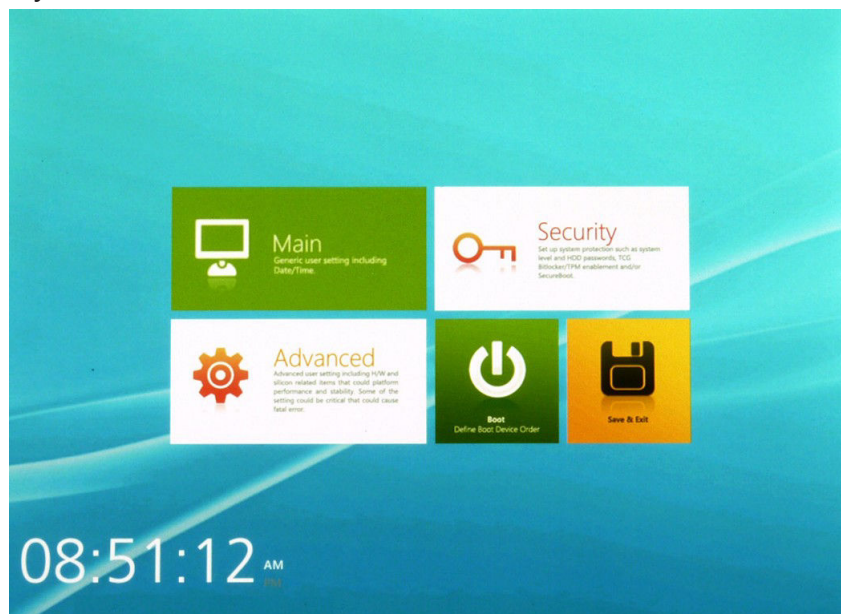 Main
Generic user setting including
Date/Time.
Security
Set up system protection such as system
level and HDD passwords, TCG
Bitlocker/TPM enablement and/or
SecureBoot.
Advanced
Advanced user setting including H/W and
silicon related items that could platform
performance and stability. Some of the
setting could be critical that could cause
fatal error.
Boot
Define Boot Device Order
Save & Exit
08:51:12 AM
PM